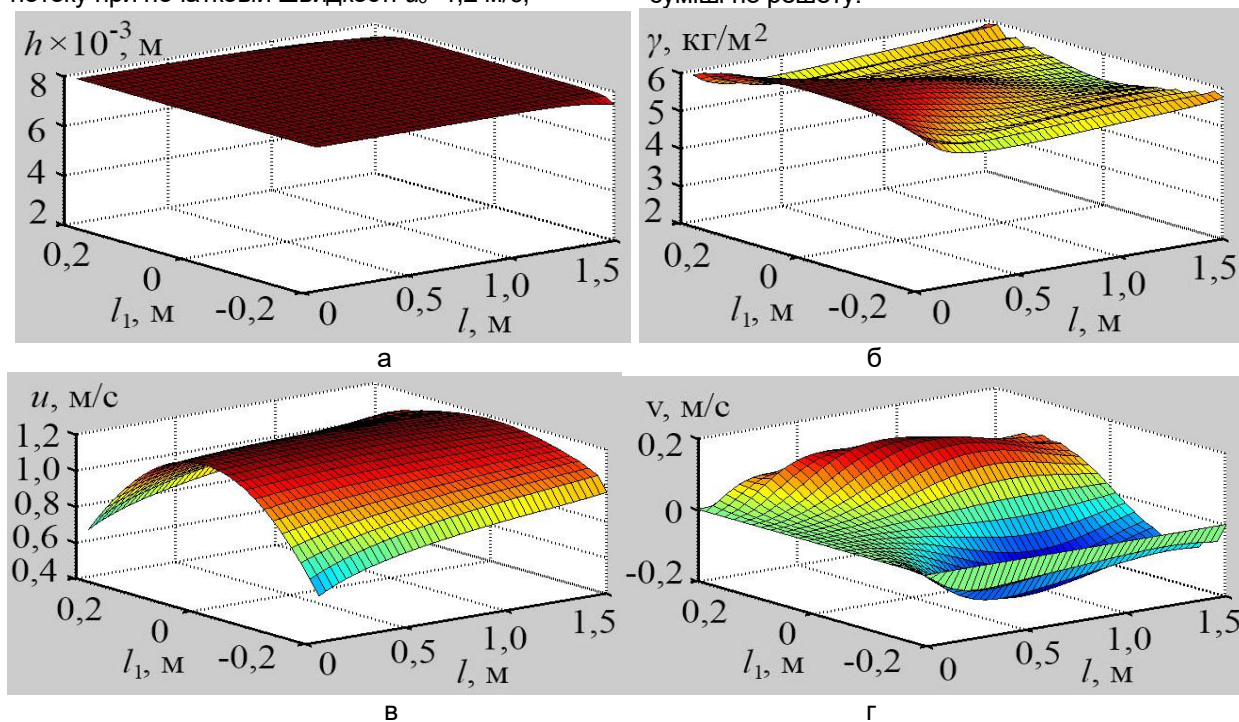 потоку при початковій швидкості u₀=1,2 м/с,
суміші по решету.
h×10⁻³, м
8
6
4
2
0,2
0
-0,2
l₁, м
0
0,5
1,0
1,5
l, м
а
γ, кг/м²
6
5
4
3
2
0,2
0
-0,2
l₁, м
0
0,5
1,0
1,5
l, м
б
u, м/с
1,2
1,0
0,8
0,6
0,4
0,2
0
-0,2
l₁, м
0
0,5
1,0
1,5
l, м
в
v, м/с
0,2
0
-0,2
0,2
0
-0,2
l₁, м
0
0,5
1,0
1,5
l, м
г